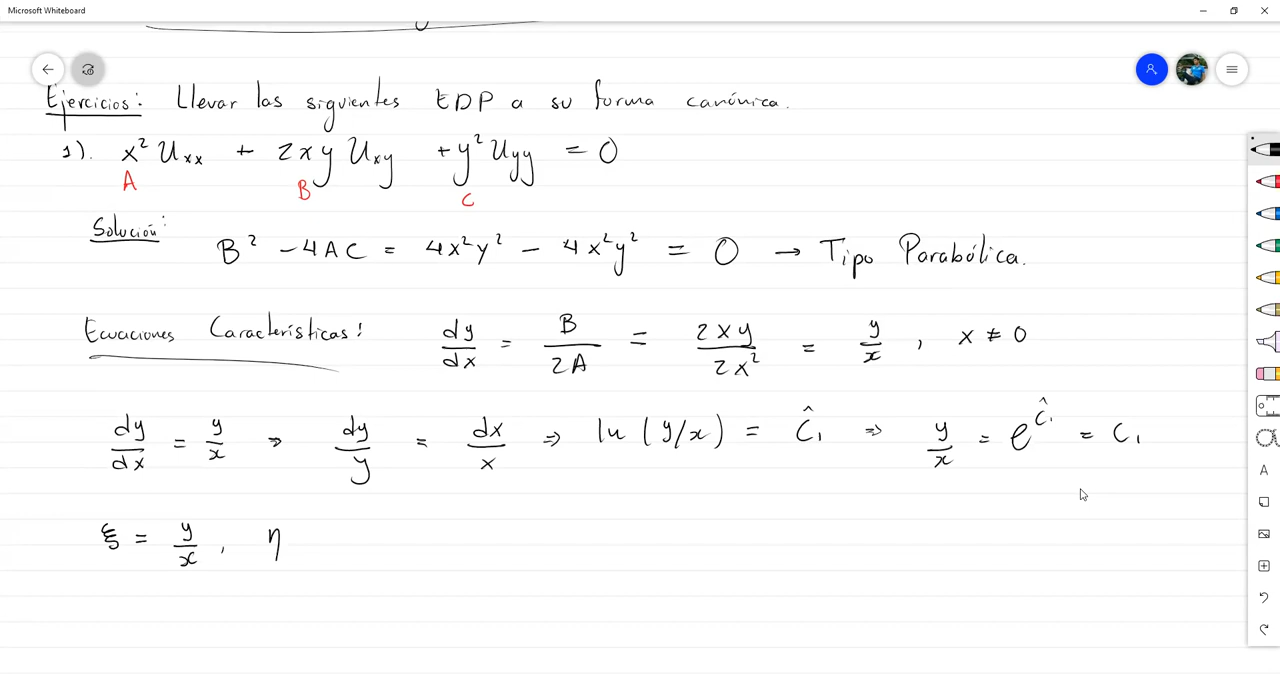 Microsoft Whiteboard
Ejercicios: Llevar las siguientes EDP a su forma canónica.
1). x² Uxx + 2xy Uxy + y² Uyy = 0
A B C
Solución:
B² - 4AC = 4x²y² - 4x²y² = 0 → Tipo Parabólica.
Ecuaciones Características: dy/dx = B/2A = 2xy/2x² = y/x , x ≠ 0
dy/dx = y/x ⇒ dy/y = dx/x ⇒ ln (y/x) = Ĉ₁ ⇒ y/x = e^Ĉ₁ = C₁
ξ = y/x , η
A